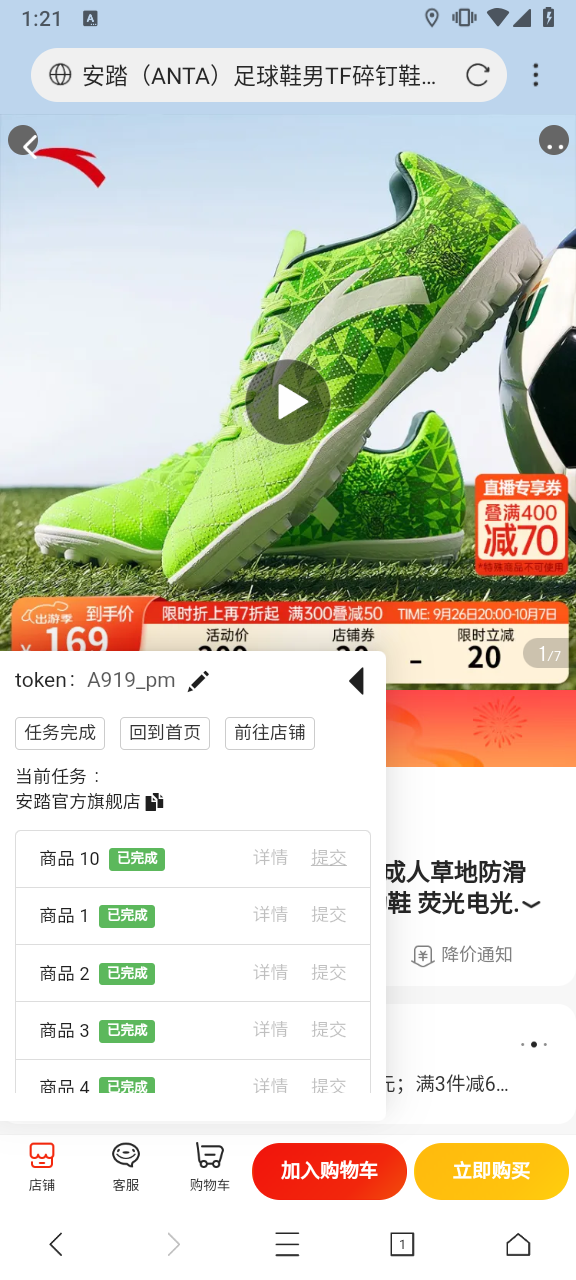 1:21
A
安踏（ANTA）足球鞋男TF碎钉鞋...
直播专享券
叠满400
减70
*特殊商品不可使用
出游季 到手价 限时折上再7折起 满300叠减50 TIME: 9月26日20:00-10月7日
¥169 活动价 店铺券 限时立减
20
1/7
token： A919_pm
任务完成 回到首页 前往店铺
当前任务：
安踏官方旗舰店
商品 10 已完成 详情 提交
商品 1 已完成 详情 提交
商品 2 已完成 详情 提交
商品 3 已完成 详情 提交
商品 4 已完成 详情 提交
成人草地防滑
鞋 荧光电光.
降价通知
元；满3件减6...
店铺 客服 购物车 加入购物车 立即购买
1